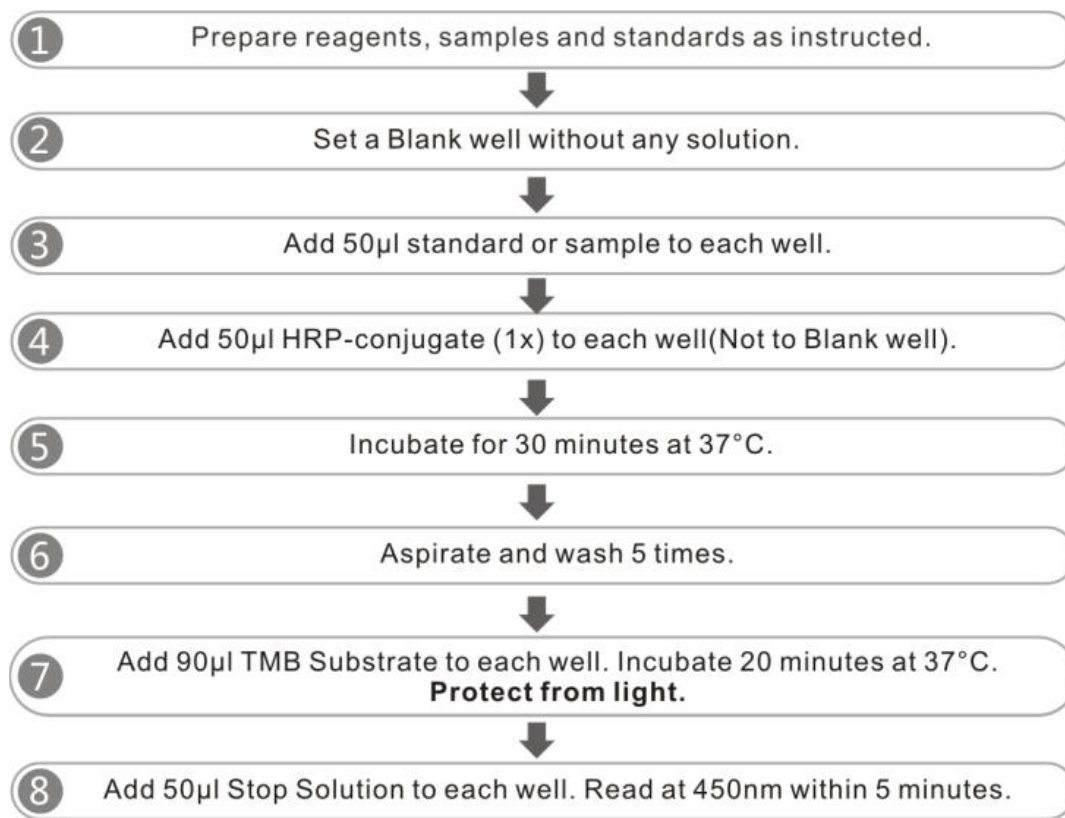 1 Prepare reagents, samples and standards as instructed.
2 Set a Blank well without any solution.
3 Add 50µl standard or sample to each well.
4 Add 50µl HRP-conjugate (1x) to each well(Not to Blank well).
5 Incubate for 30 minutes at 37°C.
6 Aspirate and wash 5 times.
7 Add 90µl TMB Substrate to each well. Incubate 20 minutes at 37°C.
Protect from light.
8 Add 50µl Stop Solution to each well. Read at 450nm within 5 minutes.